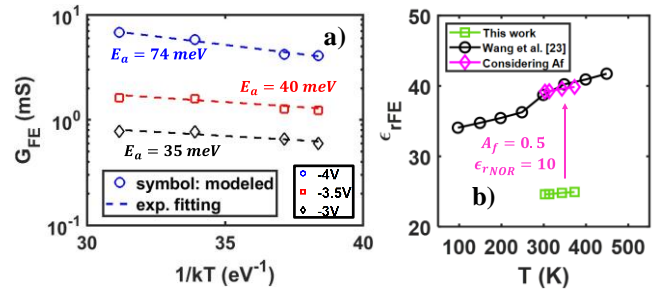 a)
E_a = 74 meV
E_a = 40 meV
E_a = 35 meV
symbol: modeled
exp. fitting
-4V
-3.5V
-3V
G_FE (mS)
10^1
10^0
10^-1
30
35
40
1/kT (eV^-1)
This work
Wang et al. [23]
Considering Af
A_f = 0.5
ϵ_rNOR = 10
b)
ϵ_rFE
50
40
30
20
100 200 300 400 500
T (K)